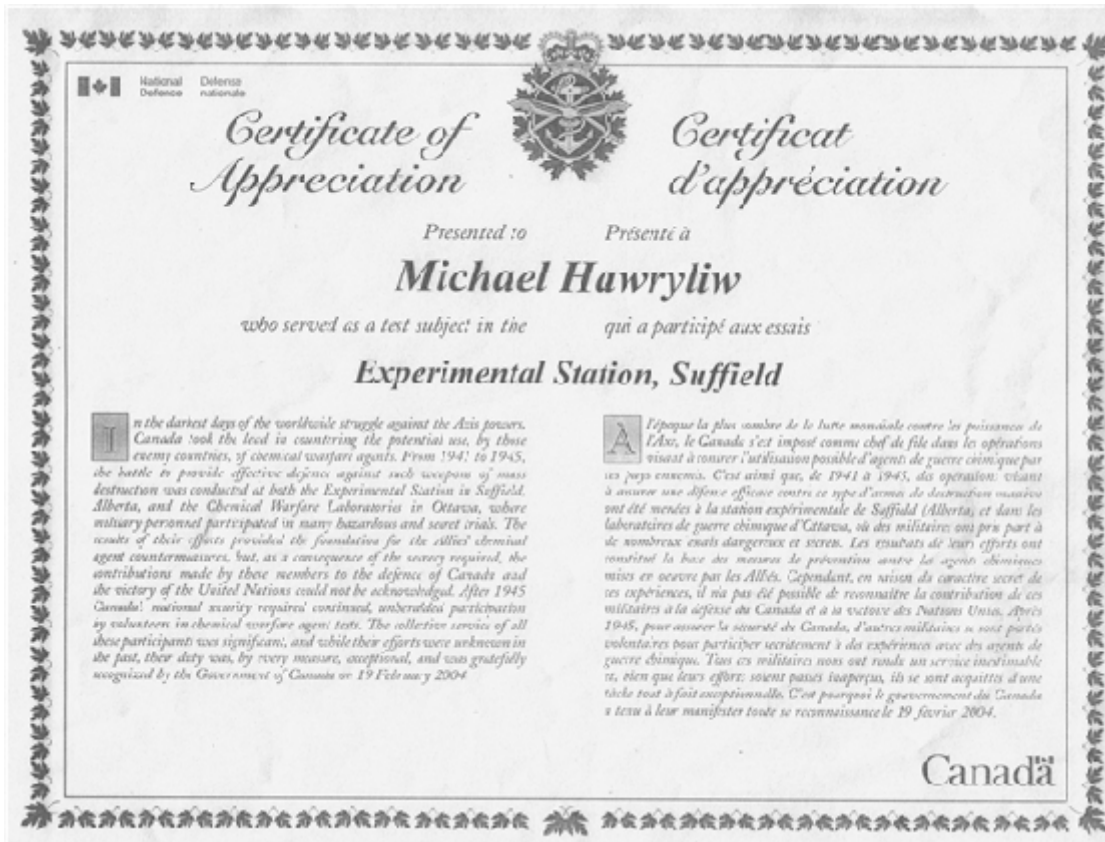 National Defence
Défense nationale
Certificate of
Appreciation
Certificat
d'appréciation
Presented to
Présenté à
Michael Hawryliw
who served as a test subject in the
qui a participé aux essais
Experimental Station, Suffield
In the darkest days of the worldwide struggle against the Axis powers,
Canada took the lead in countering the potential use, by those
enemy countries, of chemical warfare agents. From 1941 to 1945,
the battle to provide effective defence against such weapons of mass
destruction was conducted at both the Experimental Station in Suffield,
Alberta, and the Chemical Warfare Laboratories in Ottawa, where
military personnel participated in many hazardous and secret trials. The
results of their efforts provided the foundation for the Allies' chemical
agent countermeasures, but, as a consequence of the secrecy required, the
contributions made by these members to the defence of Canada and
the victory of the United Nations could not be acknowledged. After 1945
Canada's national security required continued, unheralded participation
by volunteers in chemical warfare agent tests. The collective service of all
these participants was significant, and while their efforts were unknown in
the past, their duty was, by every measure, exceptional, and was gratefully
recognized by the Government of Canada on 19 February 2004
A l'époque la plus sombre de la lutte mondiale contre les puissances de
l'Axe, le Canada s'est imposé comme chef de file dans les opérations
visant à contrer l'utilisation possible d'agents de guerre chimique par
ces pays ennemis. C'est ainsi que, de 1941 à 1945, des opérations visant
à assurer une défense efficace contre ce type d'armes de destruction massive
ont été menées à la station expérimentale de Suffield (Alberta) et dans les
laboratoires de guerre chimique d'Ottawa, où des militaires ont pris part à
de nombreux essais dangereux et secrets. Les résultats de leurs efforts ont
constitué la base des mesures de prévention contre les agents chimiques
mises en oeuvre par les Alliés. Cependant, en raison du caractère secret de
ces expériences, il n'a pas été possible de reconnaître la contribution de ces
militaires à la défense du Canada et à la victoire des Nations Unies. Après
1945, pour assurer la sécurité du Canada, d'autres militaires se sont portés
volontaires pour participer secrètement à des expériences avec des agents de
guerre chimique. Tous ces militaires nous ont rendu un service inestimable
et, bien que leurs efforts soient passés inaperçus, ils se sont acquittés d'une
tâche tout à fait exceptionnelle. C'est pourquoi le gouvernement du Canada
a tenu à leur manifester toute sa reconnaissance le 19 février 2004.
Canada